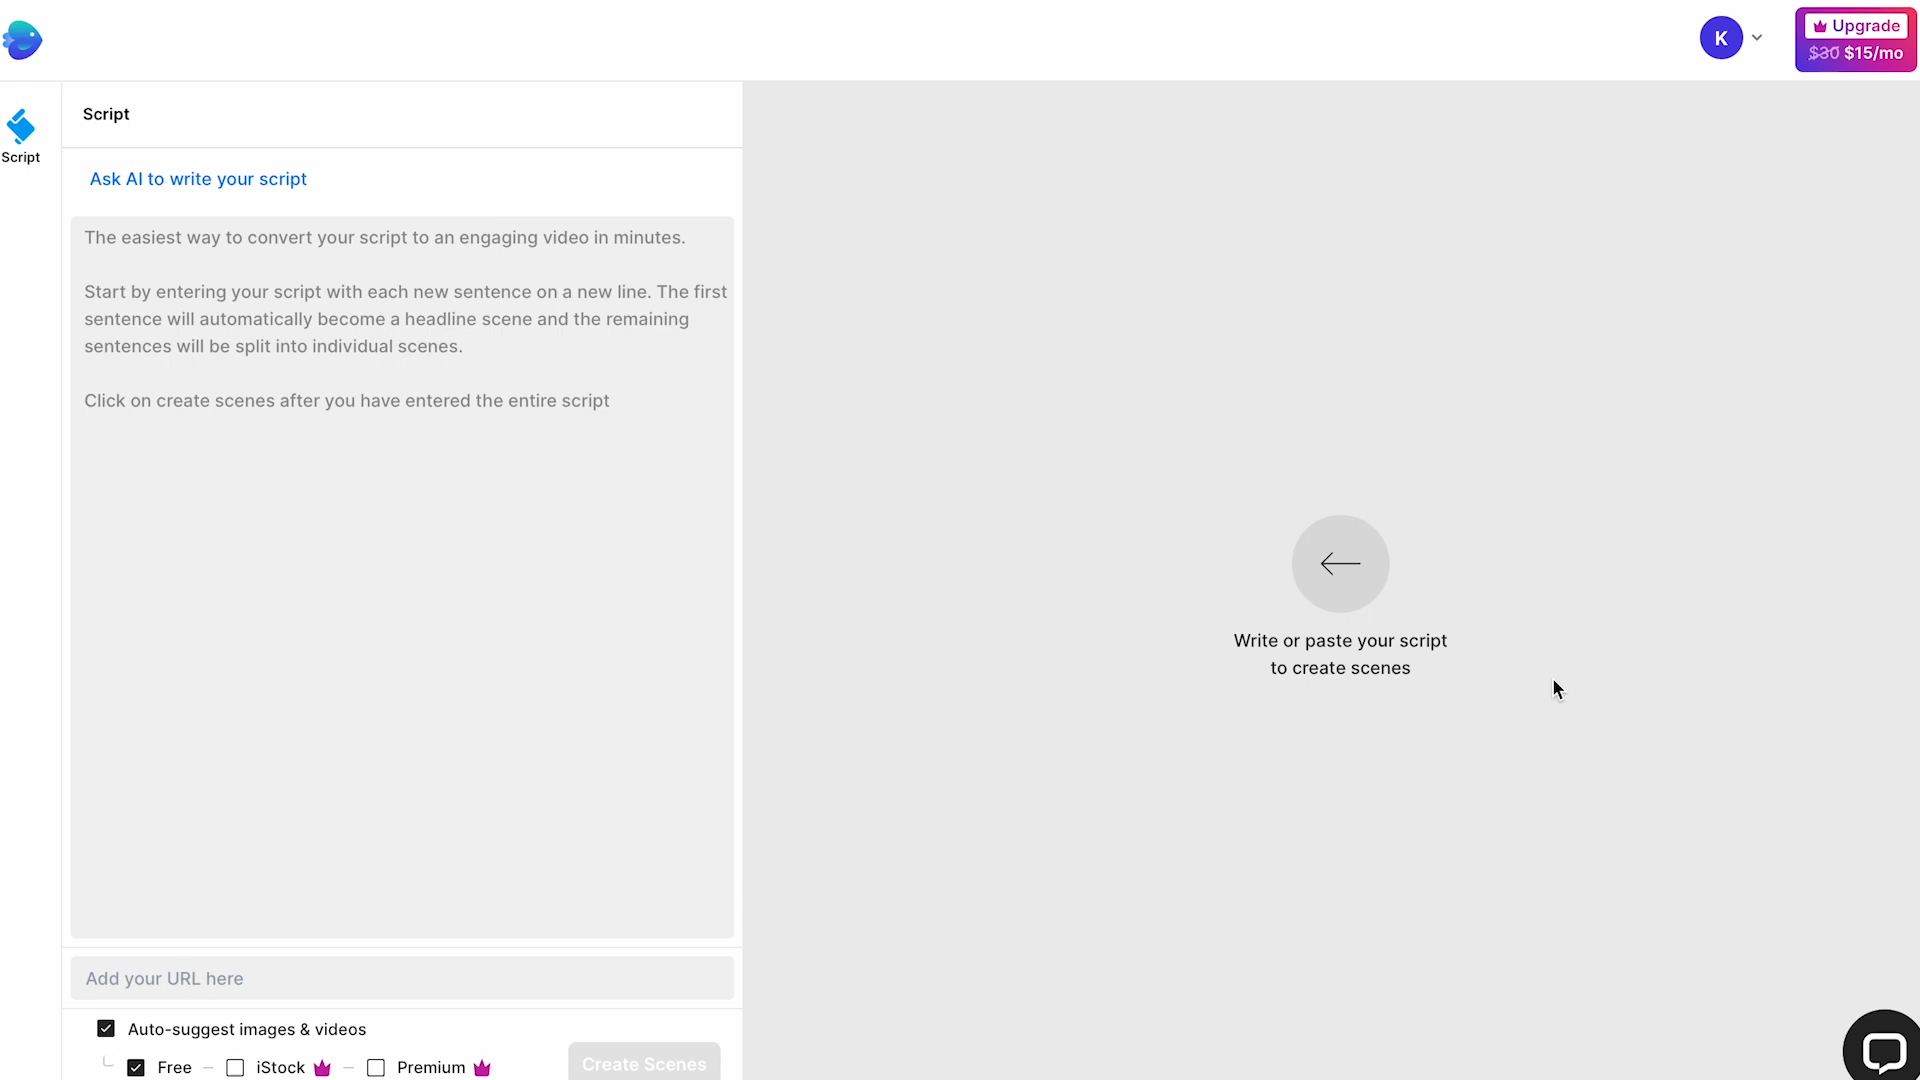 K
Upgrade
$30 $15/mo
Script
Script
Ask AI to write your script
The easiest way to convert your script to an engaging video in minutes.
Start by entering your script with each new sentence on a new line. The first
sentence will automatically become a headline scene and the remaining
sentences will be split into individual scenes.
Click on create scenes after you have entered the entire script
Write or paste your script
to create scenes
Add your URL here
Auto-suggest images & videos
Free
iStock
Premium
Create Scenes